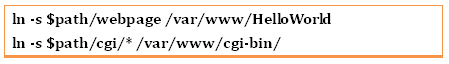 ln -s $path/webpage /var/www/HelloWorld
ln -s $path/cgi/* /var/www/cgi-bin/